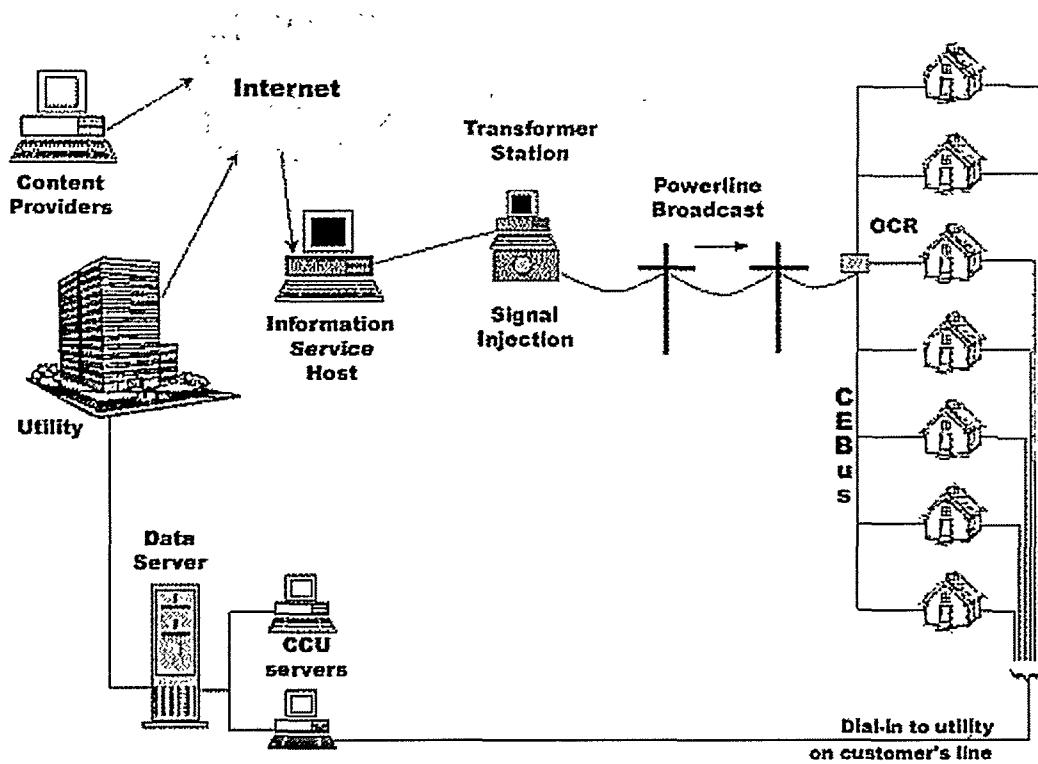 Internet
Content
Providers
Transformer
Station
Powerline
Broadcast
OCR
Information
Service
Host
Signal
Injection
Utility
CEBus
Data
Server
CCU
servers
Dial-in to utility
on customer's line